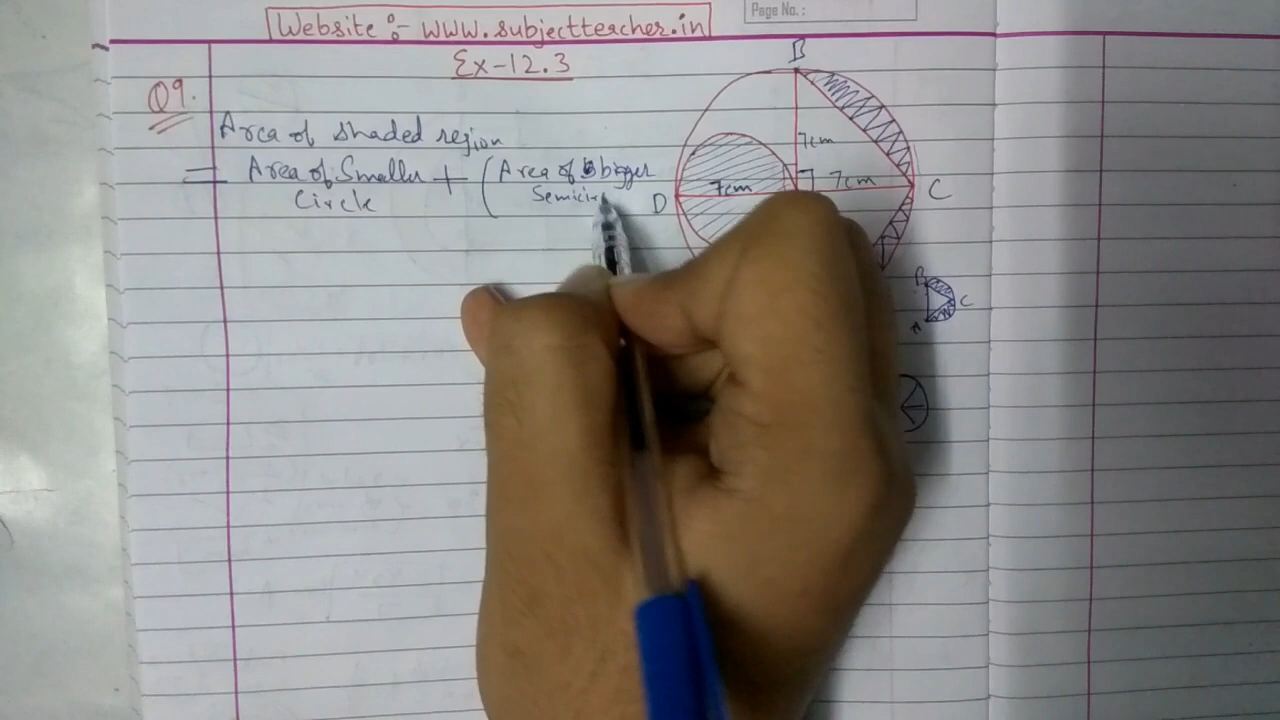 Page No. :
Website :- www.subjectteacher.in
Ex-12.3
Q9.
Area of shaded region
= Area of Smaller + (Area of bigger
Circle Semicir
B
7cm
7cm 7cm
D C
B
C
A